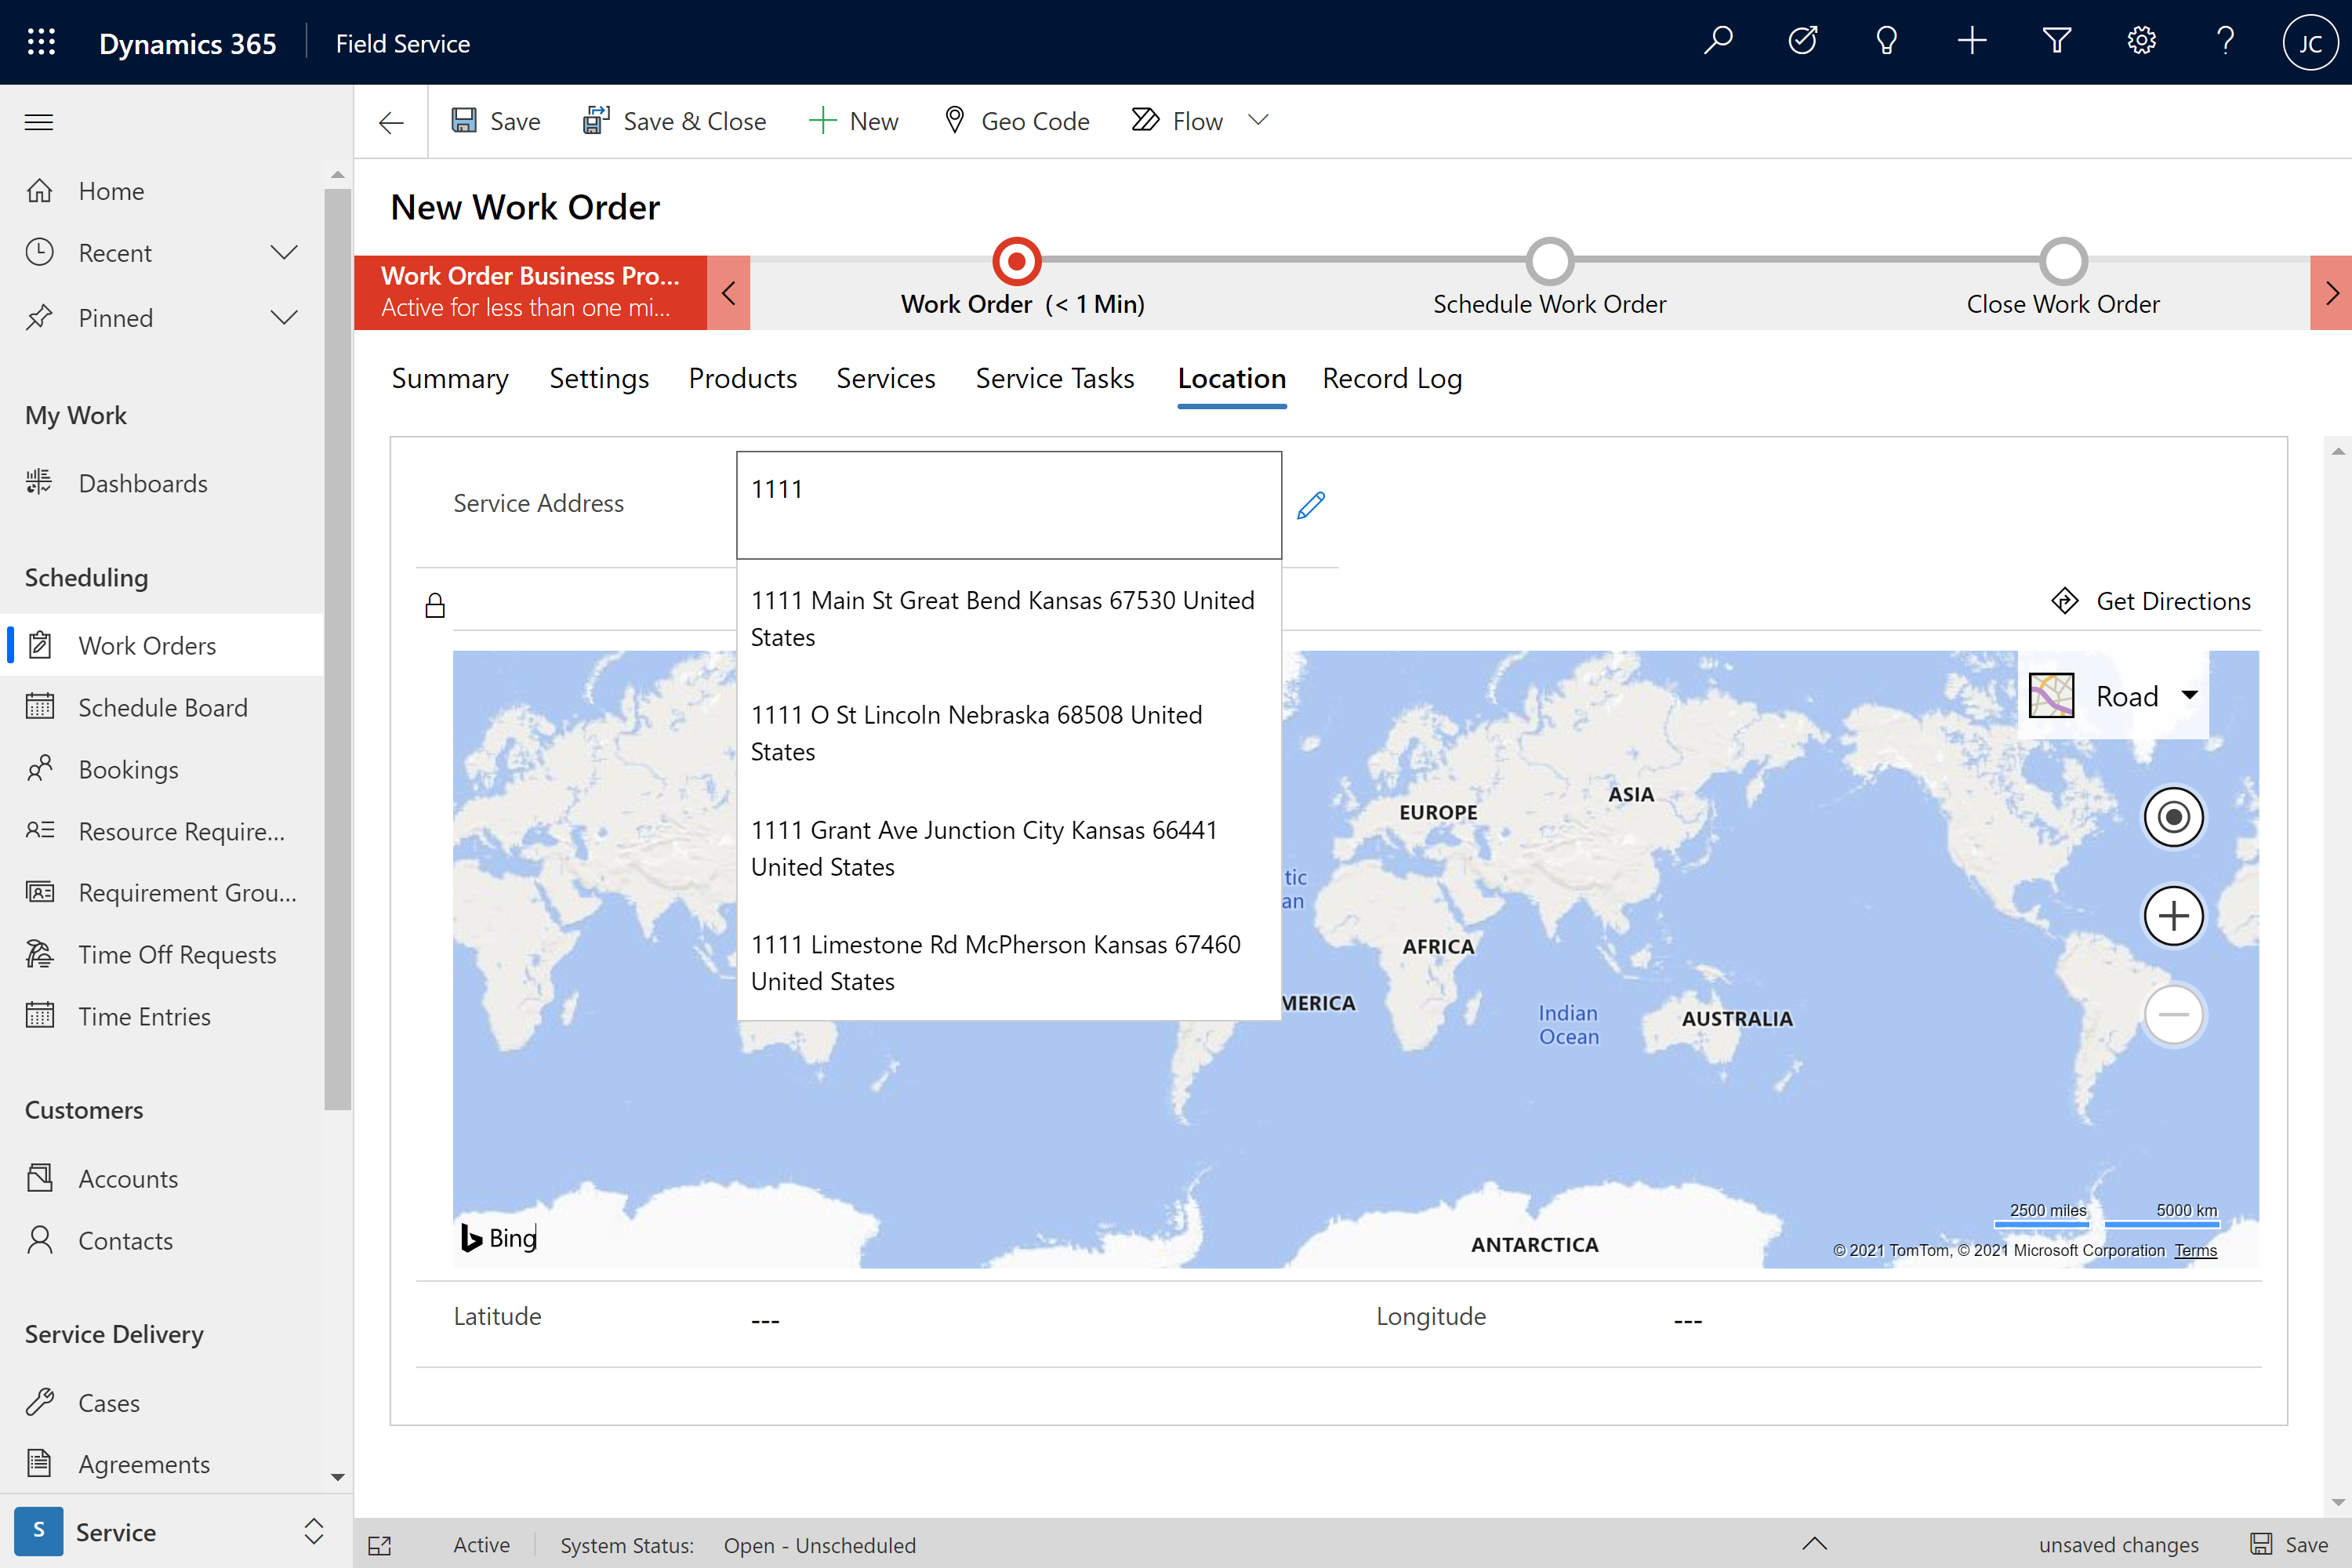 Dynamics 365
Field Service
JC
Save
Save & Close
New
Geo Code
Flow
Home
Recent
Pinned
My Work
Dashboards
Scheduling
Work Orders
Schedule Board
Bookings
Resource Require...
Requirement Grou...
Time Off Requests
Time Entries
Customers
Accounts
Contacts
Service Delivery
Cases
Agreements
S
Service
New Work Order
Work Order Business Pro...
Active for less than one mi...
Work Order (< 1 Min)
Schedule Work Order
Close Work Order
Summary
Settings
Products
Services
Service Tasks
Location
Record Log
Service Address
1111
1111 Main St Great Bend Kansas 67530 United
States
1111 O St Lincoln Nebraska 68508 United
States
1111 Grant Ave Junction City Kansas 66441
United States
1111 Limestone Rd McPherson Kansas 67460
United States
Get Directions
Road
ASIA
EUROPE
tic
an
AFRICA
MERICA
Indian
Ocean
AUSTRALIA
ANTARCTICA
Bing
2500 miles
5000 km
© 2021 TomTom, © 2021 Microsoft Corporation Terms
Latitude
---
Longitude
---
Active
System Status:
Open - Unscheduled
unsaved changes
Save